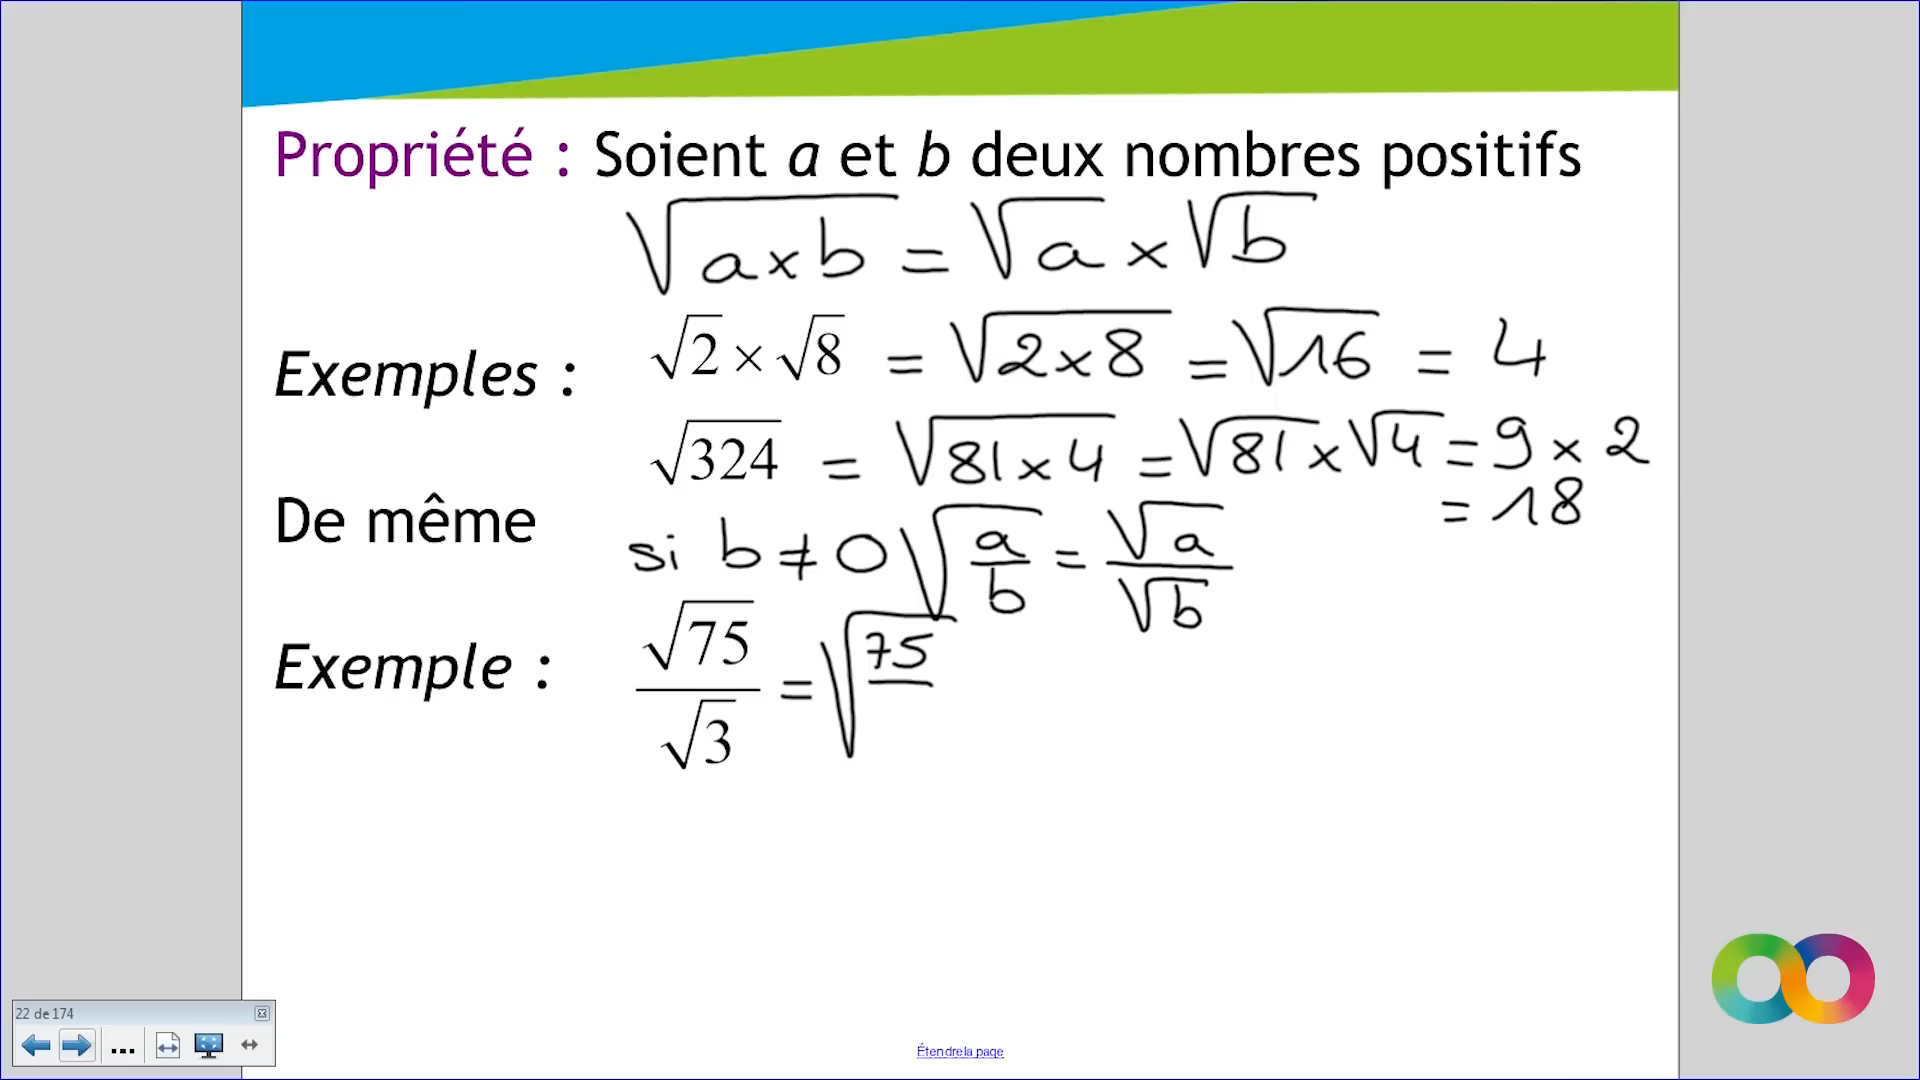 Propriété : Soient a et b deux nombres positifs
√(a×b) = √a × √b
Exemples : √2 × √8 = √(2×8) = √16 = 4
√324 = √(81×4) = √81 × √4 = 9 × 2
= 18
De même si b ≠ 0 √(a/b) = √a/√b
Exemple : √75/√3 = √(75/
22 de 174
...
Étendre la page